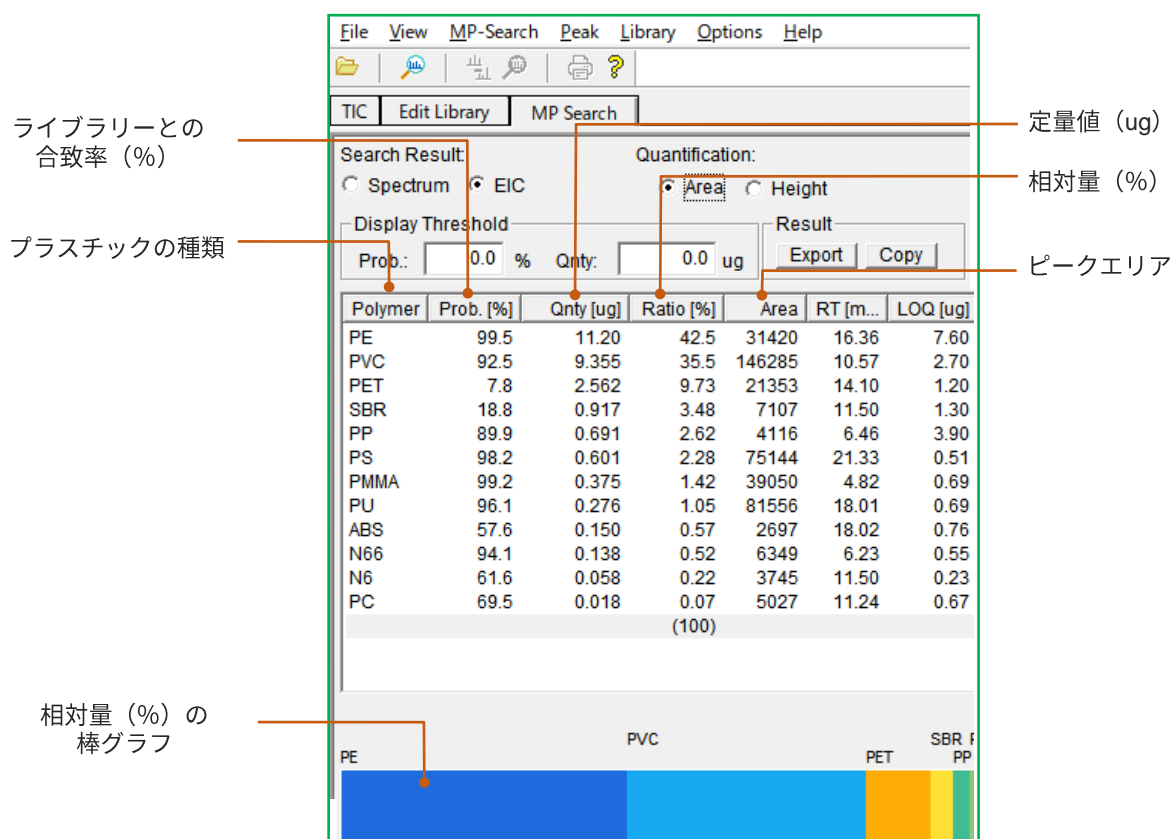 File View MP-Search Peak Library Options Help
TIC Edit Library MP Search
ライブラリーとの
合致率（%）
定量値（ug）
Search Result: Quantification:
Spectrum EIC Area Height
相対量（%）
Display Threshold Result
プラスチックの種類
Prob.: 0.0 % Qnty: 0.0 ug Export Copy
ピークエリア
Polymer Prob. [%] Qnty [ug] Ratio [%] Area RT [m... LOQ [ug]
PE 99.5 11.20 42.5 31420 16.36 7.60
PVC 92.5 9.355 35.5 146285 10.57 2.70
PET 7.8 2.562 9.73 21353 14.10 1.20
SBR 18.8 0.917 3.48 7107 11.50 1.30
PP 89.9 0.691 2.62 4116 6.46 3.90
PS 98.2 0.601 2.28 75144 21.33 0.51
PMMA 99.2 0.375 1.42 39050 4.82 0.69
PU 96.1 0.276 1.05 81556 18.01 0.69
ABS 57.6 0.150 0.57 2697 18.02 0.76
N66 94.1 0.138 0.52 6349 6.23 0.55
N6 61.6 0.058 0.22 3745 11.50 0.23
PC 69.5 0.018 0.07 5027 11.24 0.67
(100)
相対量（%）の
棒グラフ
PVC SBR
PE PET PP